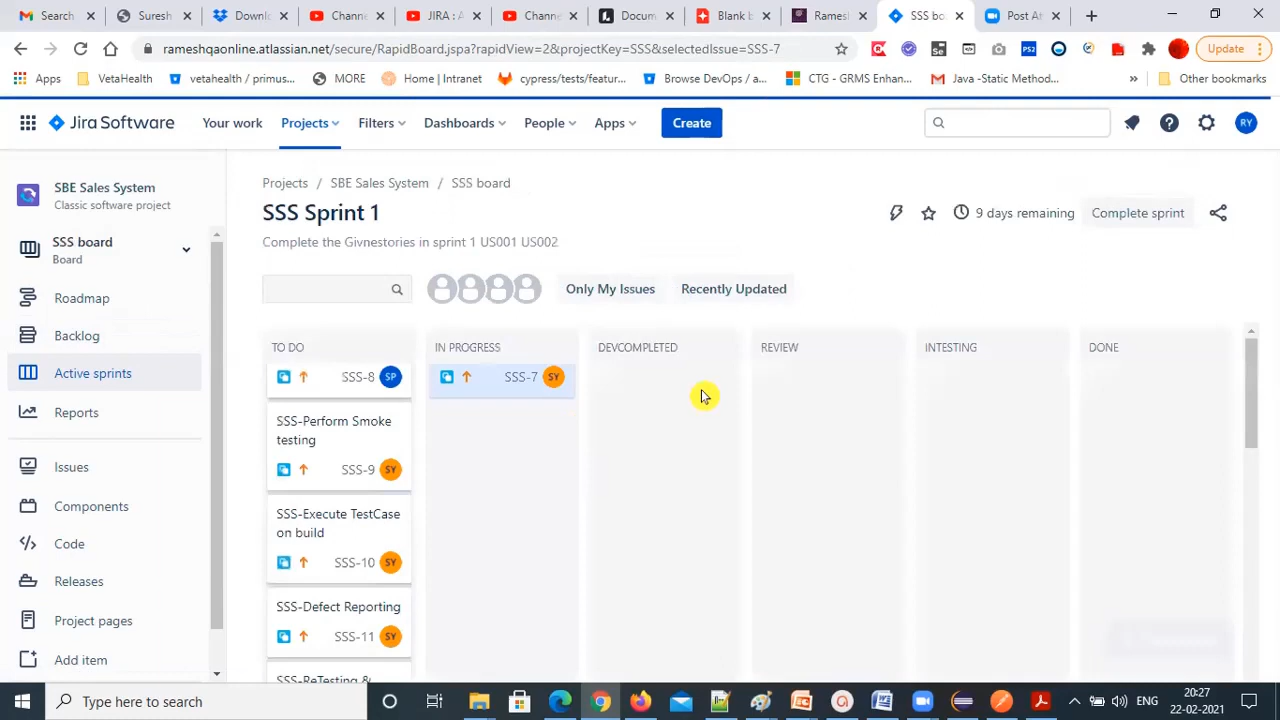 Search
Suresh
Downl
Channe
JIRA : A
Channe
Docum
Blank b
Ramesl
SSS bo
Post At
rameshqaonline.atlassian.net/secure/RapidBoard.jspa?rapidView=2&projectKey=SSS&selectedIssue=SSS-7
PS2
Se
Update
Apps
VetaHealth
vetahealth / primus...
MORE
Home | Intranet
cypress/tests/featur...
Browse DevOps / a...
CTG - GRMS Enhan...
Java -Static Method...
»
Other bookmarks
Jira Software
Your work
Projects
Filters
Dashboards
People
Apps
Create
RY
SBE Sales System
Classic software project
SSS board
Board
Roadmap
Backlog
Active sprints
Reports
Issues
Components
Code
Releases
Project pages
Add item
Projects / SBE Sales System / SSS board
SSS Sprint 1
9 days remaining
Complete sprint
Complete the Givnestories in sprint 1 US001 US002
Only My Issues
Recently Updated
TO DO
IN PROGRESS
DEVCOMPLETED
REVIEW
INTESTING
DONE
SSS-8 SP
SSS-7 SY
SSS-Perform Smoke
testing
SSS-9 SY
SSS-Execute TestCase
on build
SSS-10 SY
SSS-Defect Reporting
SSS-11 SY
SSS-ReTesting &
Type here to search
ENG
20:27
22-02-2021